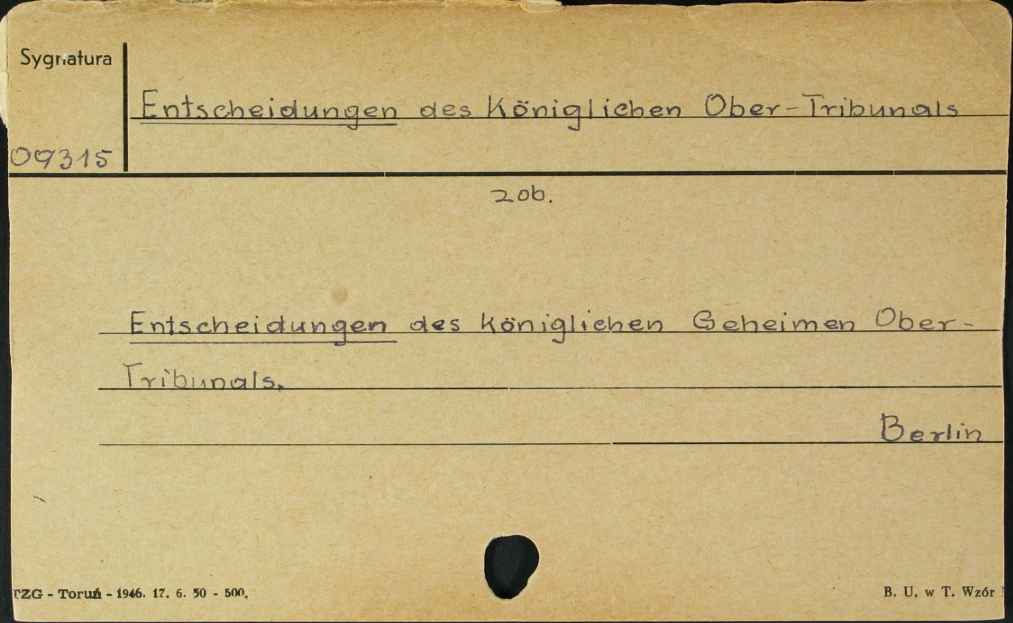 Sygnatura
Entscheidungen des Königlichen Ober-Tribunals
09315
zob.
Entscheidungen des Königlichen Geheimen Ober-
Tribunals.
Berlin
TZG - Toruń - 1946. 17. 6. 50 - 500.
B. U. w T. Wzór